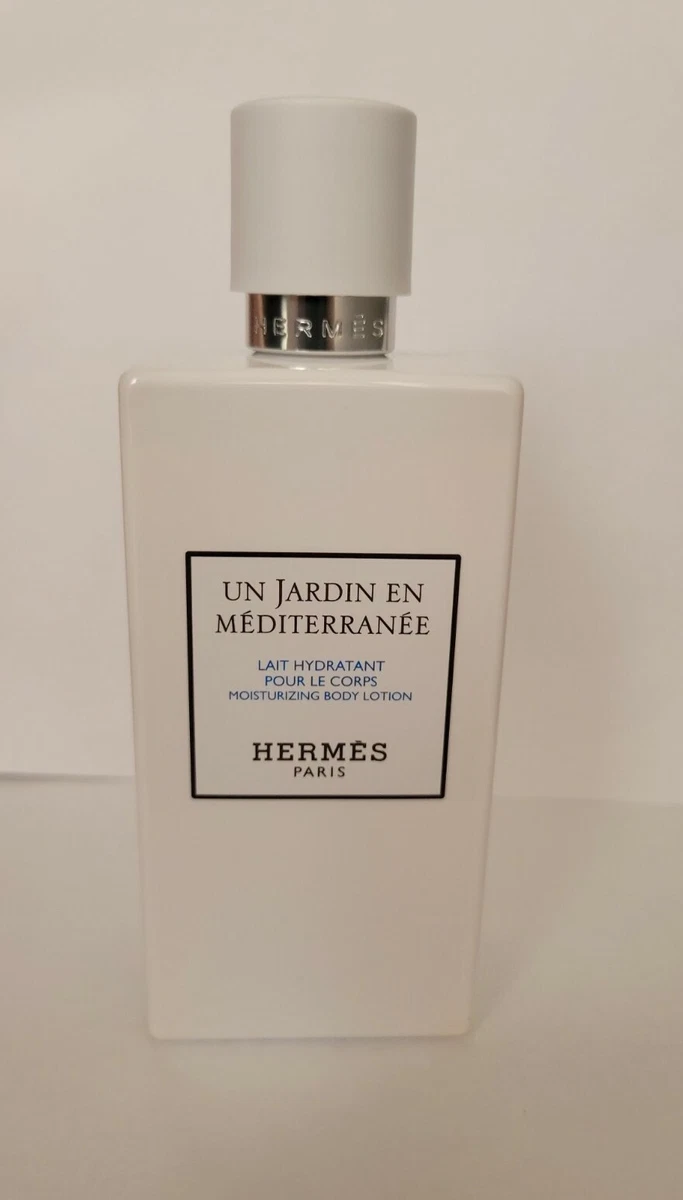 HERMÈS
UN JARDIN EN
MÉDITERRANÉE
LAIT HYDRATANT
POUR LE CORPS
MOISTURIZING BODY LOTION
HERMÈS
PARIS